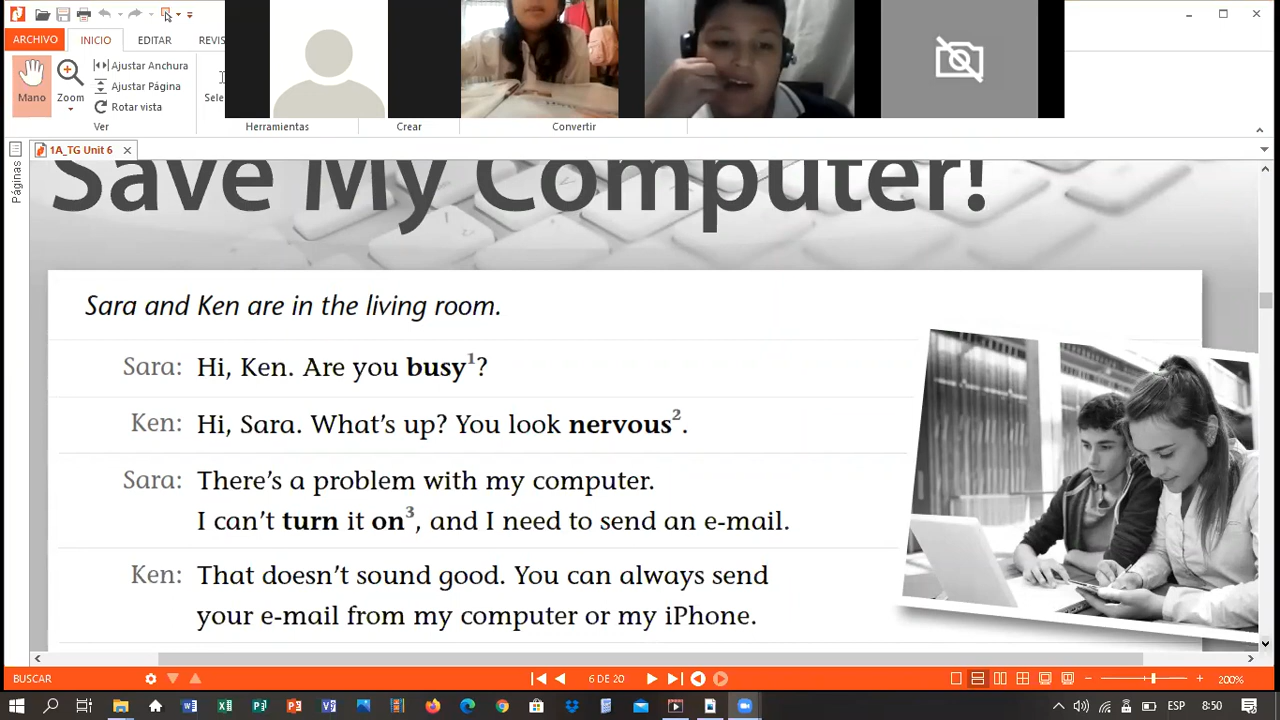 ARCHIVO INICIO EDITAR REVIS
Mano
Zoom
Ajustar Anchura
Ajustar Página
Rotar vista
Sele
Ver Herramientas Crear Convertir
1A_TG Unit 6
Páginas
Save My Computer!
Sara and Ken are in the living room.
Sara: Hi, Ken. Are you busy¹?
Ken: Hi, Sara. What's up? You look nervous².
Sara: There's a problem with my computer.
I can't turn it on³, and I need to send an e-mail.
Ken: That doesn't sound good. You can always send
your e-mail from my computer or my iPhone.
BUSCAR 6 DE 20 200%
ESP 8:50